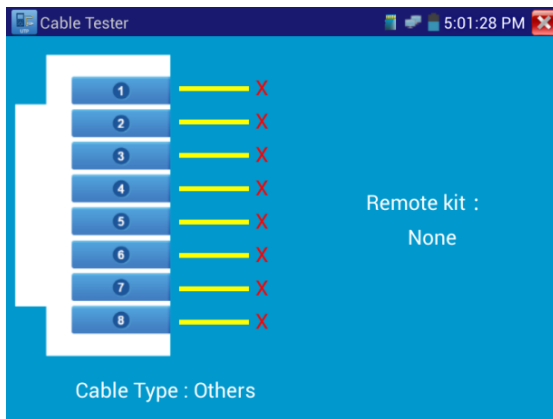 Cable Tester
5:01:28 PM
1 X
2 X
3 X
4 X
5 X
6 X
7 X
8 X
Remote kit :
None
Cable Type : Others